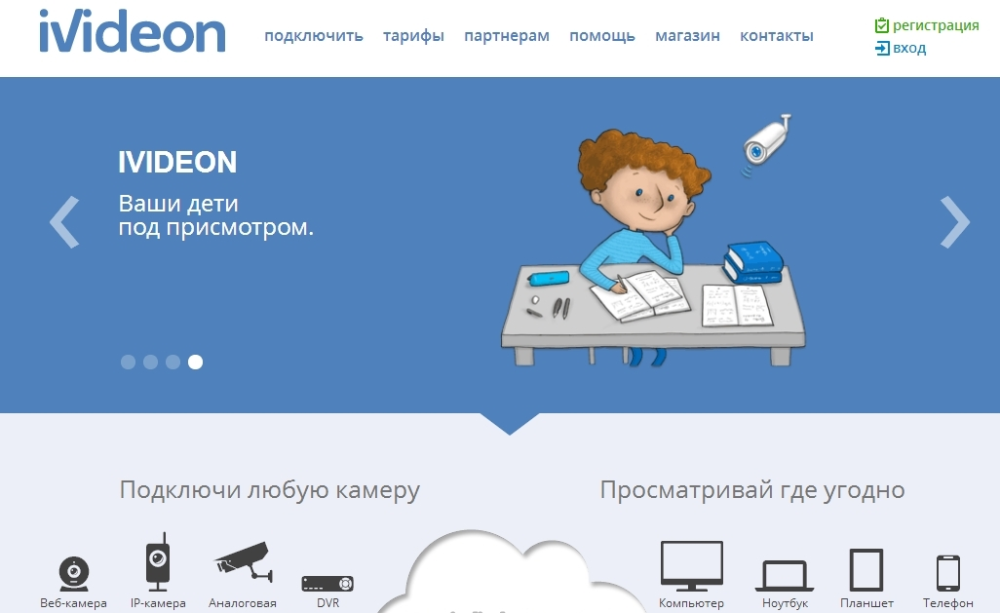 iVideon
подключить тарифы партнерам помощь магазин контакты
регистрация
вход
IVIDEON
Ваши дети
под присмотром.
Подключи любую камеру
Просматривай где угодно
Веб-камера IP-камера Аналоговая DVR
Компьютер Ноутбук Планшет Телефон